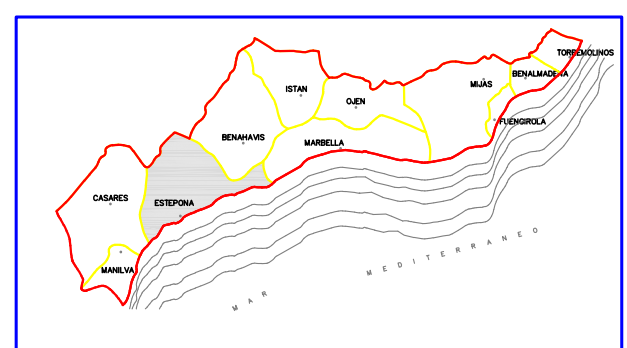 TORREMOLINOS
BENALMADENA
MIJAS
ISTAN
OJEN
FUENGIROLA
BENAHAVIS
MARBELLA
CASARES
ESTEPONA
MANILVA
MAR MEDITERRANEO